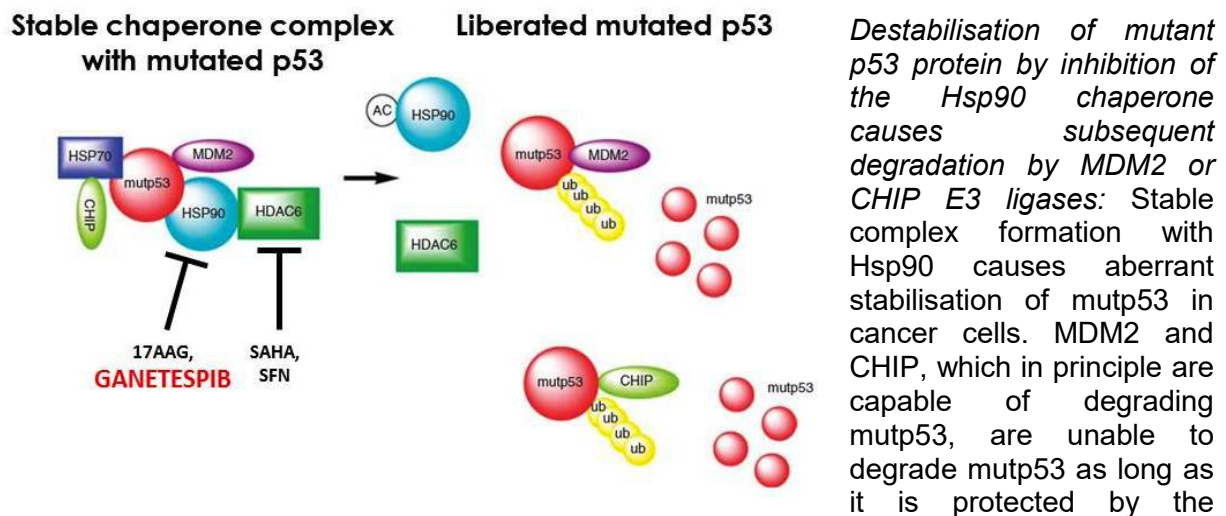 Stable chaperone complex
with mutated p53
Liberated mutated p53
HSP70
mutp53
MDM2
CHIP
HSP90
HDAC6
17AAG,
GANETESPIB
SAHA,
SFN
AC
HSP90
HDAC6
mutp53
MDM2
ub
ub
ub
ub
mutp53
mutp53
CHIP
ub
ub
ub
ub
mutp53
Destabilisation of mutant
p53 protein by inhibition of
the Hsp90 chaperone
causes subsequent
degradation by MDM2 or
CHIP E3 ligases: Stable
complex formation with
Hsp90 causes aberrant
stabilisation of mutp53 in
cancer cells. MDM2 and
CHIP, which in principle are
capable of degrading
mutp53, are unable to
degrade mutp53 as long as
it is protected by the